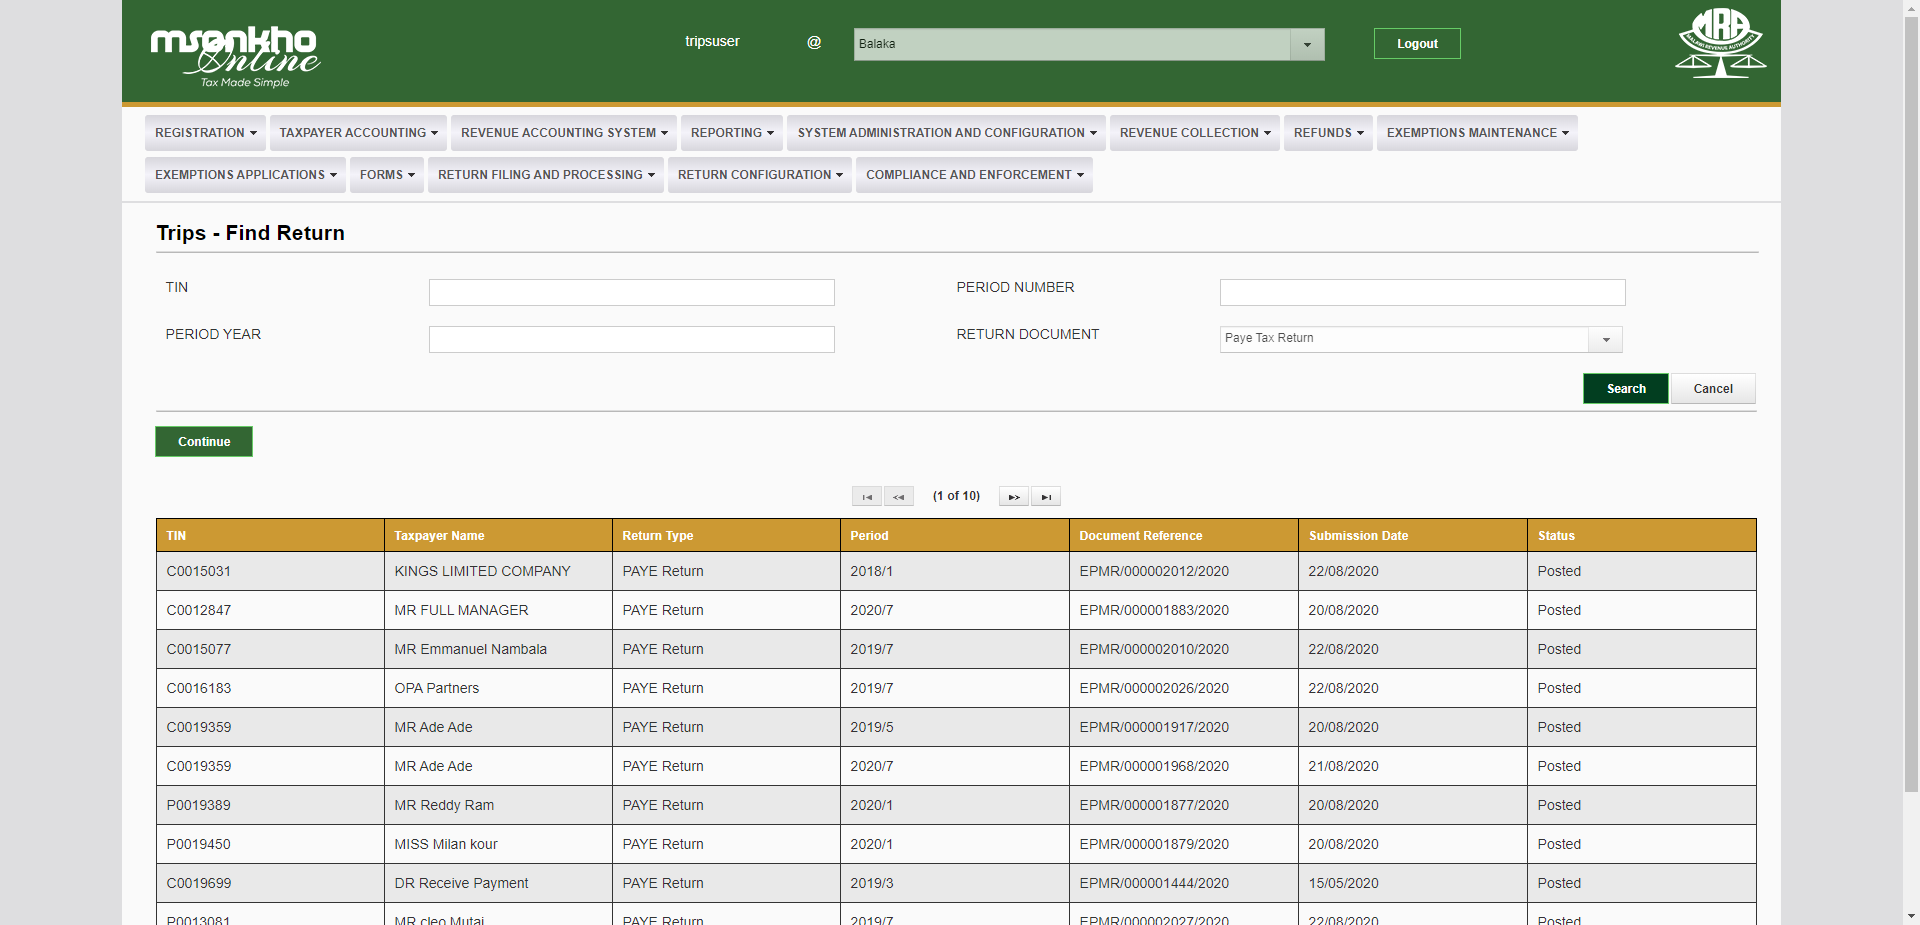 msonkho
Online
Tax Made Simple
tripsuser @ Balaka Logout
MRA
MALAWI REVENUE AUTHORITY
REGISTRATION TAXPAYER ACCOUNTING REVENUE ACCOUNTING SYSTEM REPORTING SYSTEM ADMINISTRATION AND CONFIGURATION REVENUE COLLECTION REFUNDS EXEMPTIONS MAINTENANCE
EXEMPTIONS APPLICATIONS FORMS RETURN FILING AND PROCESSING RETURN CONFIGURATION COMPLIANCE AND ENFORCEMENT
Trips - Find Return
TIN PERIOD NUMBER
PERIOD YEAR RETURN DOCUMENT Paye Tax Return
Search Cancel
Continue
(1 of 10)
TIN Taxpayer Name Return Type Period Document Reference Submission Date Status
C0015031 KINGS LIMITED COMPANY PAYE Return 2018/1 EPMR/000002012/2020 22/08/2020 Posted
C0012847 MR FULL MANAGER PAYE Return 2020/7 EPMR/000001883/2020 20/08/2020 Posted
C0015077 MR Emmanuel Nambala PAYE Return 2019/7 EPMR/000002010/2020 22/08/2020 Posted
C0016183 OPA Partners PAYE Return 2019/7 EPMR/000002026/2020 22/08/2020 Posted
C0019359 MR Ade Ade PAYE Return 2019/5 EPMR/000001917/2020 20/08/2020 Posted
C0019359 MR Ade Ade PAYE Return 2020/7 EPMR/000001968/2020 21/08/2020 Posted
P0019389 MR Reddy Ram PAYE Return 2020/1 EPMR/000001877/2020 20/08/2020 Posted
P0019450 MISS Milan kour PAYE Return 2020/1 EPMR/000001879/2020 20/08/2020 Posted
C0019699 DR Receive Payment PAYE Return 2019/3 EPMR/000001444/2020 15/05/2020 Posted
P0013081 MR cleo Mutai PAYE Return 2019/7 EPMR/000002027/2020 22/08/2020 Posted